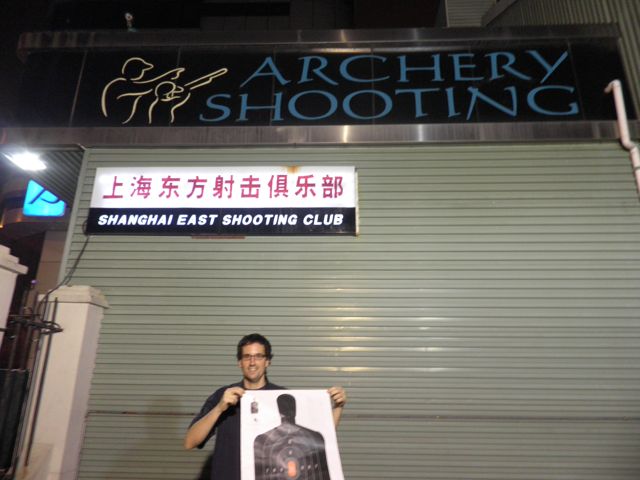 ARCHERY
SHOOTING
上海东方射击俱乐部
SHANGHAI EAST SHOOTING CLUB
P